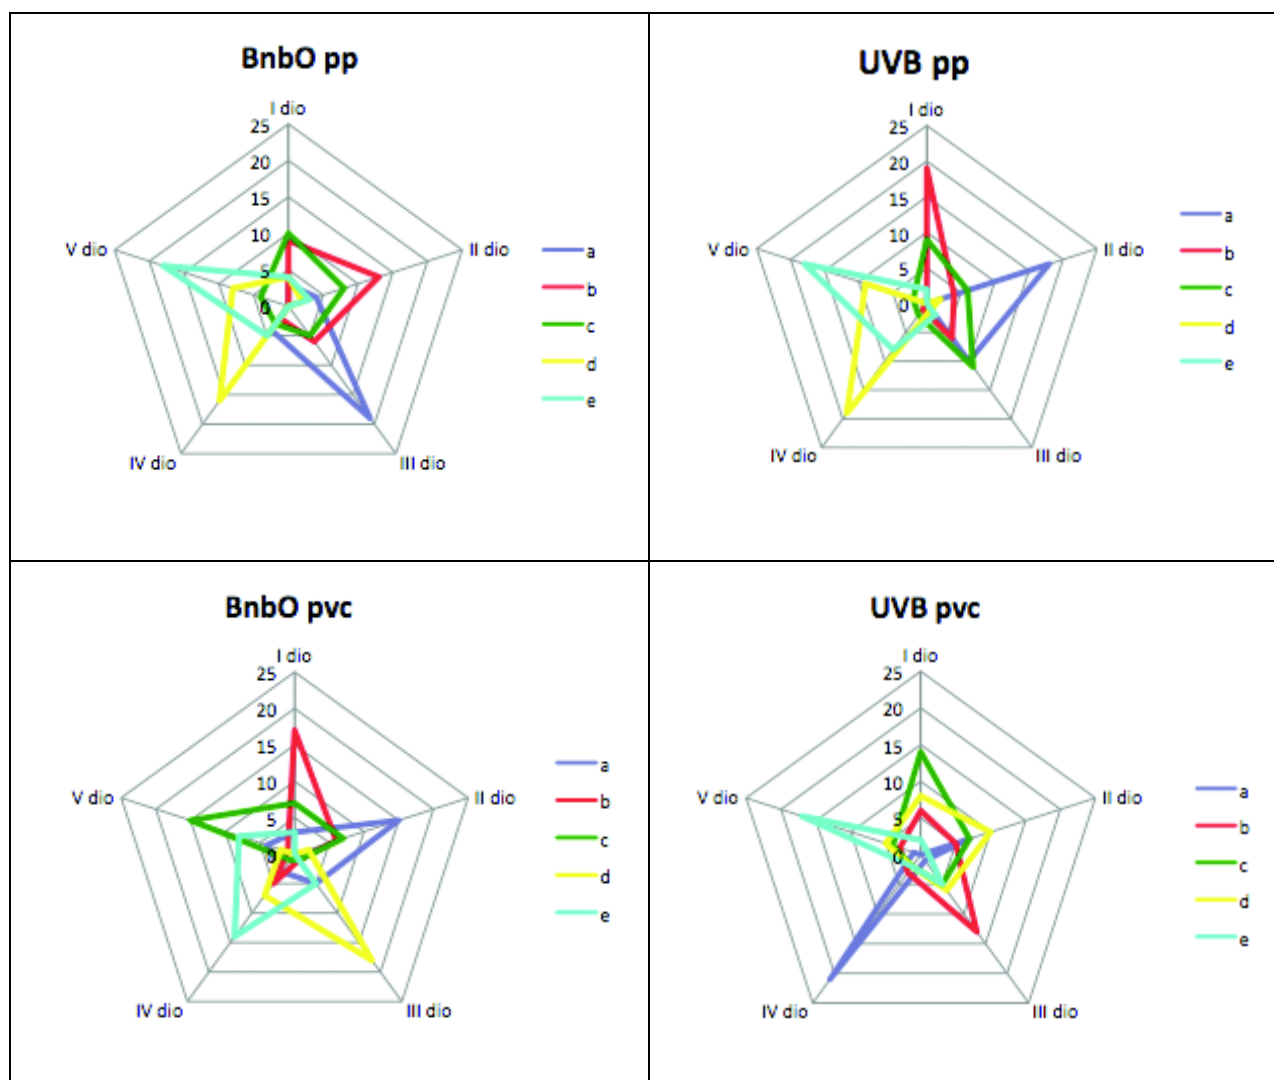 BnbO pp
I dio
25
20
15
10
5
0
V dio
II dio
IV dio
III dio
a
b
c
d
e
UVB pp
I dio
25
20
15
10
5
0
V dio
II dio
IV dio
III dio
a
b
c
d
e
BnbO pvc
I dio
25
20
15
10
5
0
V dio
II dio
IV dio
III dio
a
b
c
d
e
UVB pvc
I dio
25
20
15
10
5
0
V dio
II dio
IV dio
III dio
a
b
c
d
e